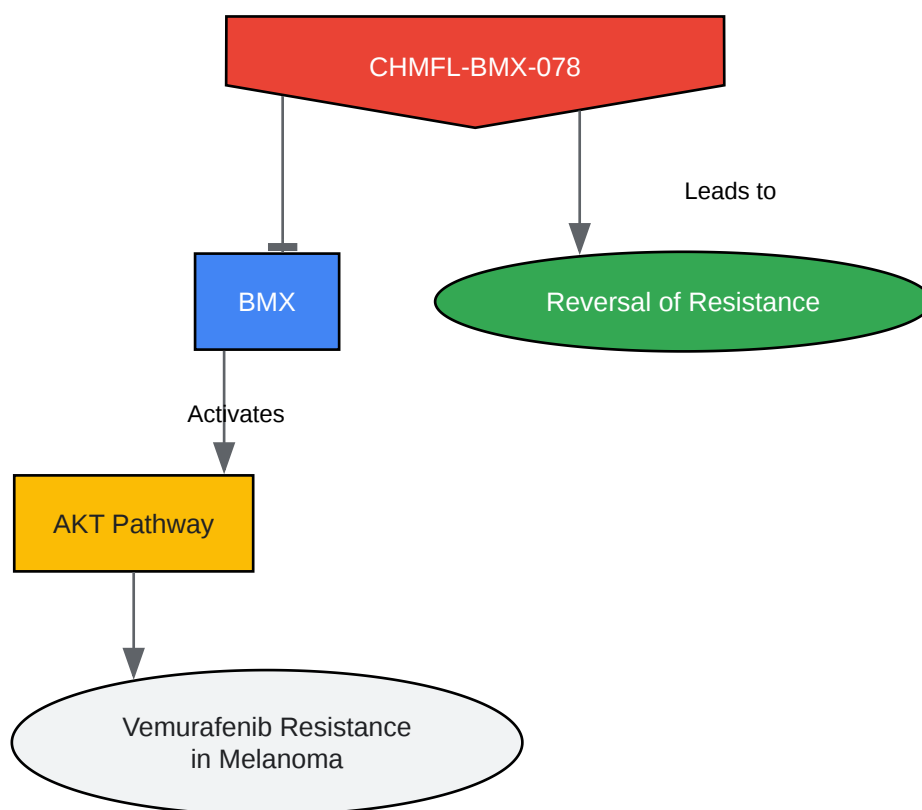 CHMFL-BMX-078
Leads to
BMX
Reversal of Resistance
Activates
AKT Pathway
Vemurafenib Resistance
in Melanoma